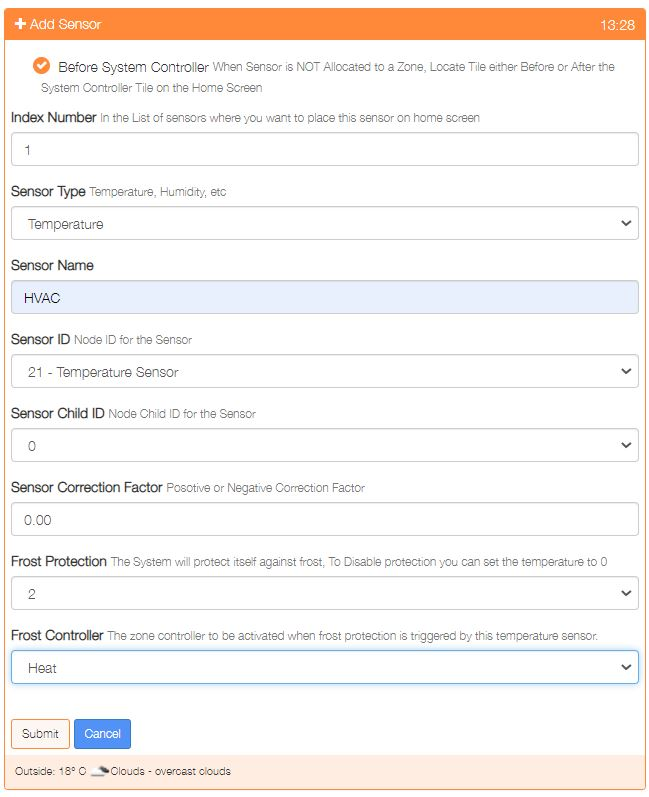 Add Sensor 13:28
Before System Controller When Sensor is NOT Allocated to a Zone, Locate Tile either Before or After the
System Controller Tile on the Home Screen
Index Number In the List of sensors where you want to place this sensor on home screen
1
Sensor Type Temperature, Humidity, etc
Temperature
Sensor Name
HVAC
Sensor ID Node ID for the Sensor
21 - Temperature Sensor
Sensor Child ID Node Child ID for the Sensor
0
Sensor Correction Factor Posotive or Negative Correction Factor
0.00
Frost Protection The System will protect itself against frost, To Disable protection you can set the temperature to 0
2
Frost Controller The zone controller to be activated when frost protection is triggered by this temperature sensor.
Heat
Submit Cancel
Outside: 18° C Clouds - overcast clouds